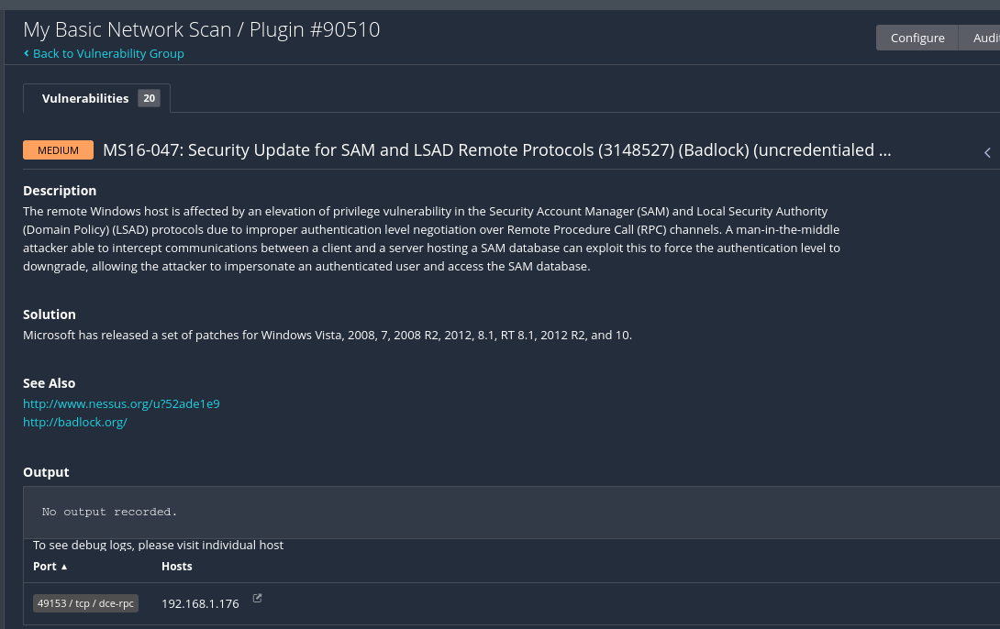 My Basic Network Scan / Plugin #90510
Back to Vulnerability Group
Configure
Audi
Vulnerabilities 20
MEDIUM MS16-047: Security Update for SAM and LSAD Remote Protocols (3148527) (Badlock) (uncredentialed ...
Description
The remote Windows host is affected by an elevation of privilege vulnerability in the Security Account Manager (SAM) and Local Security Authority
(Domain Policy) (LSAD) protocols due to improper authentication level negotiation over Remote Procedure Call (RPC) channels. A man-in-the-middle
attacker able to intercept communications between a client and a server hosting a SAM database can exploit this to force the authentication level to
downgrade, allowing the attacker to impersonate an authenticated user and access the SAM database.
Solution
Microsoft has released a set of patches for Windows Vista, 2008, 7, 2008 R2, 2012, 8.1, RT 8.1, 2012 R2, and 10.
See Also
http://www.nessus.org/u?52ade1e9
http://badlock.org/
Output
No output recorded.
To see debug logs, please visit individual host
Port ▲ Hosts
49153 / tcp / dce-rpc 192.168.1.176